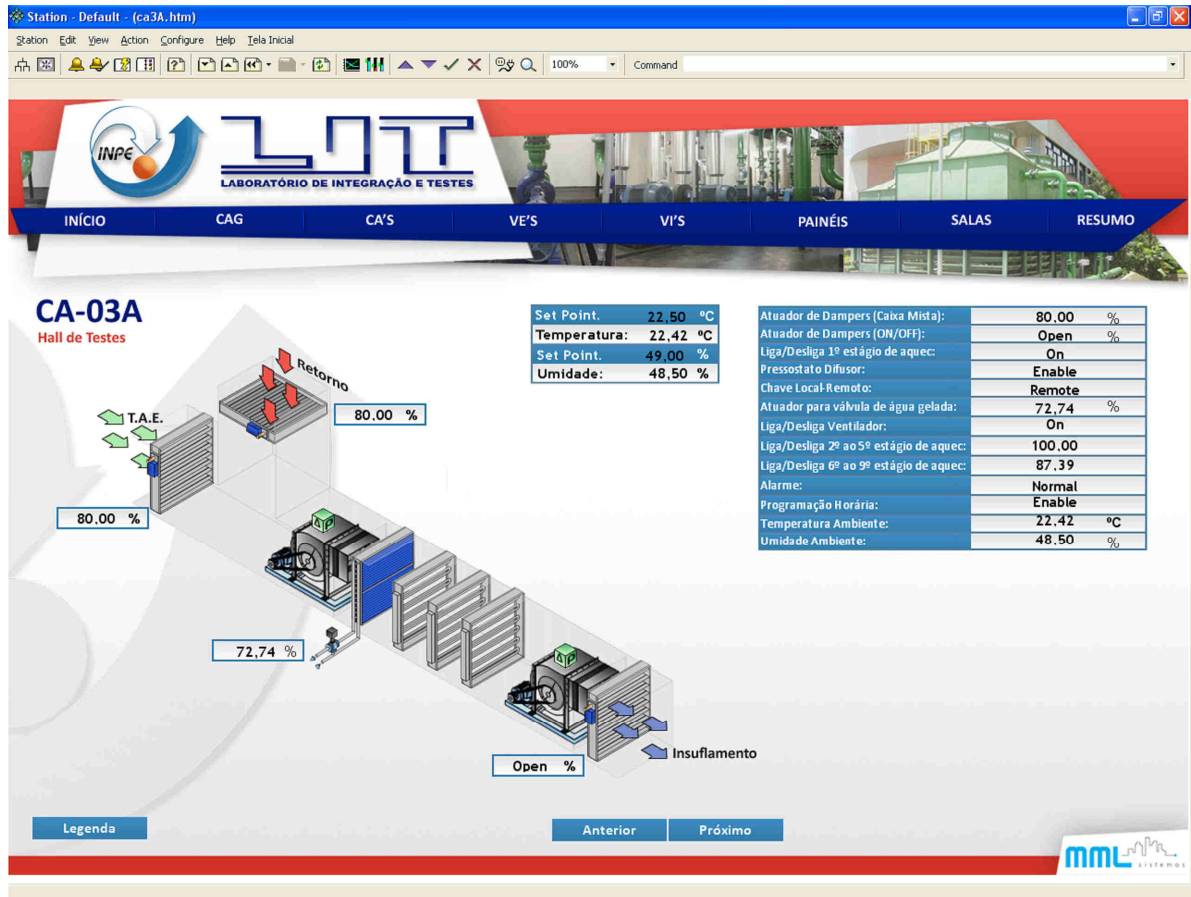 Station - Default - (ca3A.htm)
Station Edit View Action Configure Help Tela Inicial
100% Command
INPE
LIT
LABORATÓRIO DE INTEGRAÇÃO E TESTES
INÍCIO CAG CA'S VE'S VI'S PAINÉIS SALAS RESUMO
CA-03A
Hall de Testes
Set Point. 22,50 ºC
Temperatura: 22,42 ºC
Set Point. 49,00 %
Umidade: 48,50 %
Atuador de Dampers (Caixa Mista): 80,00 %
Atuador de Dampers (ON/OFF): Open %
Liga/Desliga 1º estágio de aquec: On
Pressostato Difusor: Enable
Chave Local-Remoto: Remote
Atuador para válvula de água gelada: 72,74 %
Liga/Desliga Ventilador: On
Liga/Desliga 2º ao 5º estágio de aquec: 100,00
Liga/Desliga 6º ao 9º estágio de aquec: 87,39
Alarme: Normal
Programação Horária: Enable
Temperatura Ambiente: 22,42 ºC
Umidade Ambiente: 48,50 %
Retorno
80,00 %
T.A.E.
80,00 %
ΔP
72,74 %
ΔP
Insuflamento
Open %
Legenda
Anterior Próximo
mml sistemas